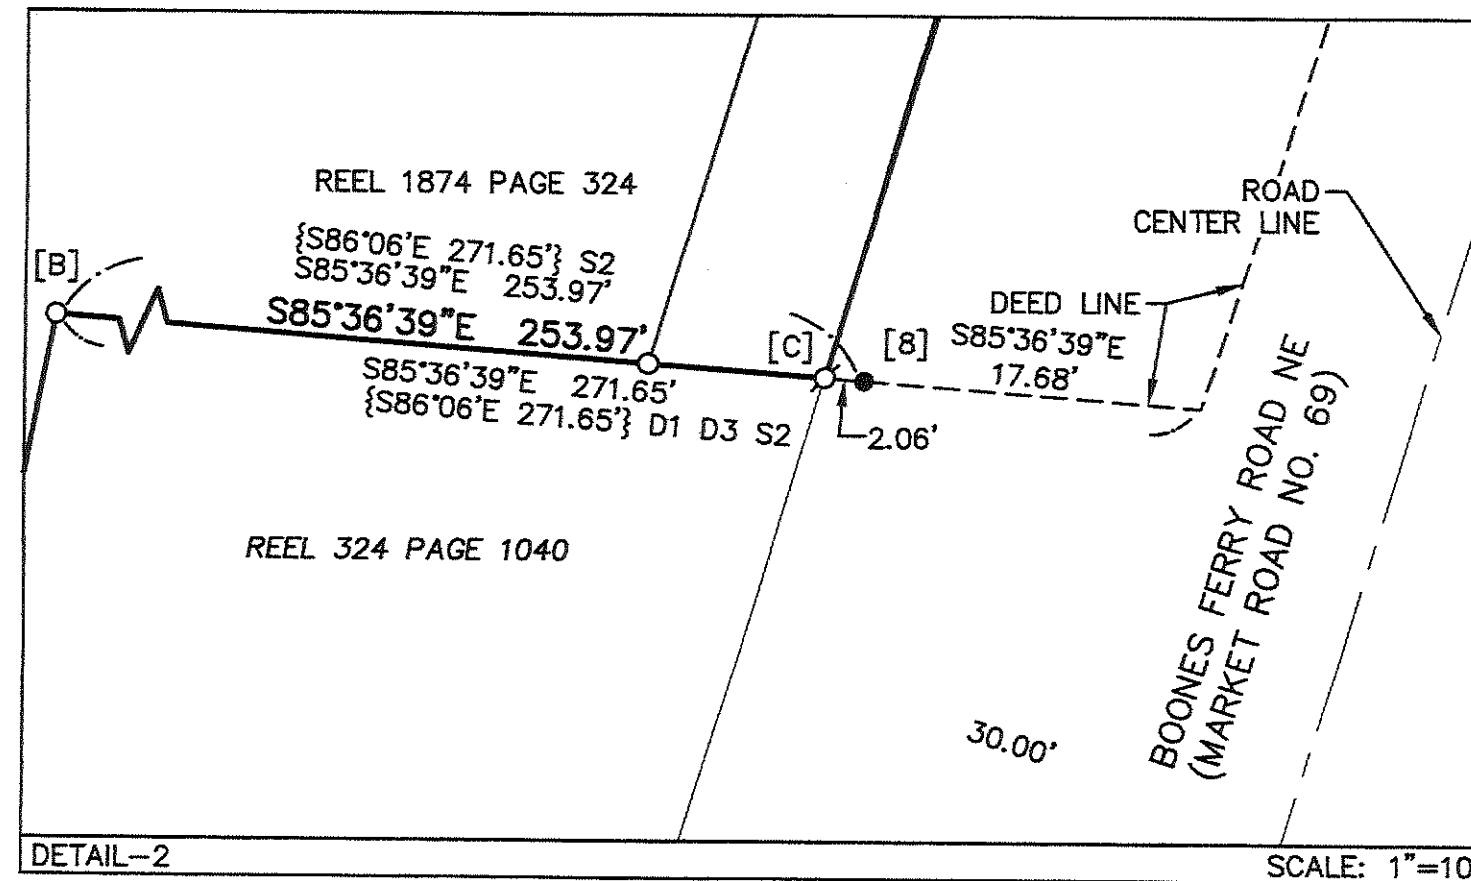 REEL 1874 PAGE 324
{S86°06'E 271.65'} S2
S85°36'39"E 253.97'
S85°36'39"E 253.97'
S85°36'39"E 271.65'
{S86°06'E 271.65'} D1 D3 S2
[B]
[C]
[8]
2.06'
ROAD
CENTER LINE
DEED LINE
S85°36'39"E
17.68'
REEL 324 PAGE 1040
30.00'
BOONES FERRY ROAD NE
(MARKET ROAD NO. 69)
DETAIL-2
SCALE: 1"=10